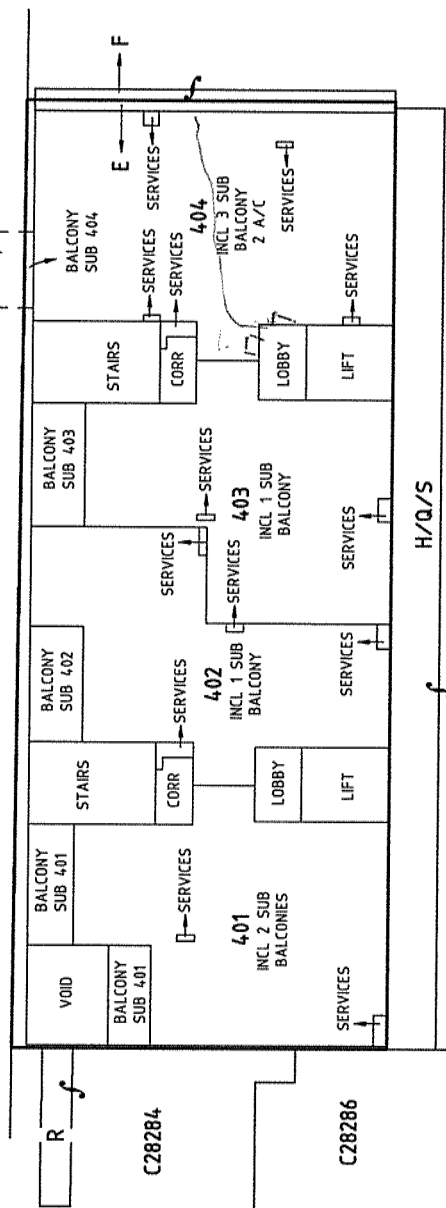 R
C28284
C28286
VOID
BALCONY
SUB 401
BALCONY
SUB 401
SERVICES
401
INCL 2 SUB
BALCONIES
SERVICES
STAIRS
CORR
SERVICES
LOBBY
LIFT
BALCONY
SUB 402
402
INCL 1 SUB
BALCONY
SERVICES
SERVICES
SERVICES
BALCONY
SUB 403
SERVICES
403
INCL 1 SUB
BALCONY
SERVICES
STAIRS
CORR
SERVICES
SERVICES
LOBBY
LIFT
SERVICES
BALCONY
SUB 404
404
INCL 3 SUB
BALCONY
2 A/C
SERVICES
SERVICES
E
F
H/Q/S